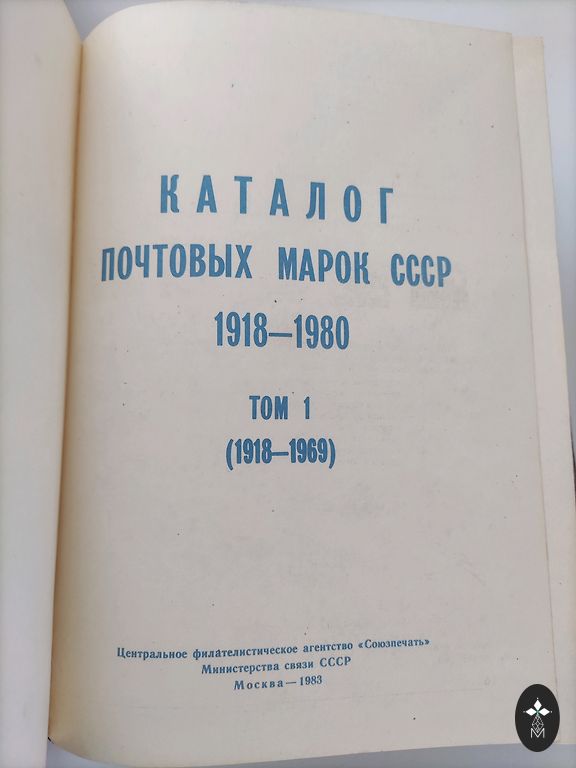 КАТАЛОГ
ПОЧТОВЫХ МАРОК СССР
1918—1980
ТОМ 1
(1918—1969)
Центральное филателистическое агентство «Союзпечать»
Министерства связи СССР
Москва — 1983
M